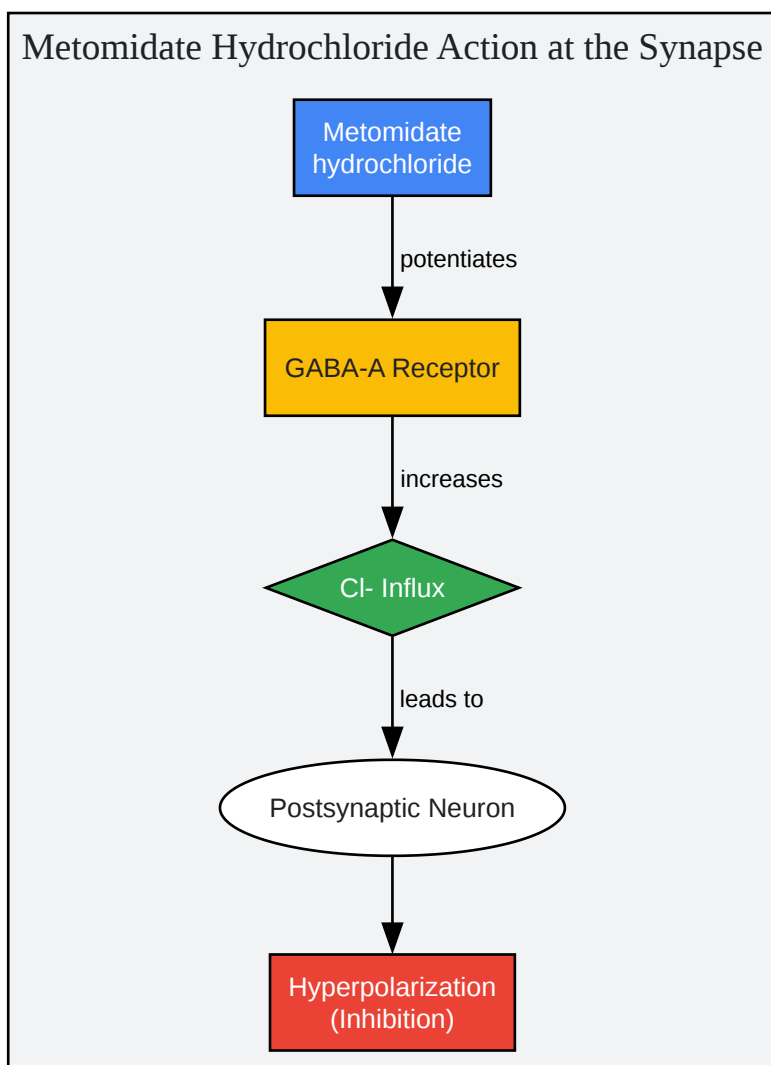 Metomidate Hydrochloride Action at the Synapse
Metomidate
hydrochloride
potentiates
GABA-A Receptor
increases
Cl- Influx
leads to
Postsynaptic Neuron
Hyperpolarization
(Inhibition)